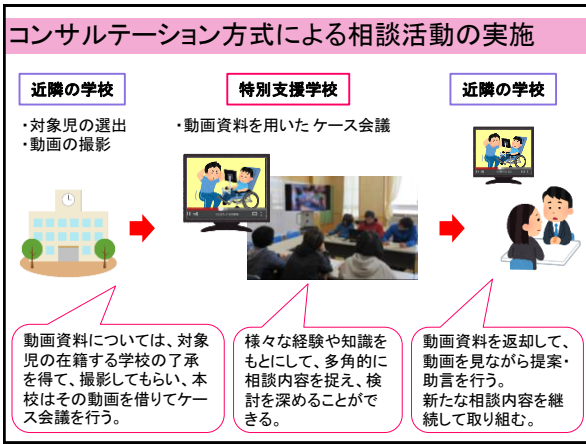 コンサルテーション方式による相談活動の実施
近隣の学校
・対象児の選出
・動画の撮影
特別支援学校
・動画資料を用いたケース会議
近隣の学校
動画資料については、対象
児の在籍する学校の了承
を得て、撮影してもらい、本
校はその動画を借りてケー
ス会議を行う。
様々な経験や知識を
もとにして、多角的に
相談内容を捉え、検
討を深めることがで
きる。
動画資料を返却して、
動画を見ながら提案・
助言を行う。
新たな相談内容を継
続して取り組む。